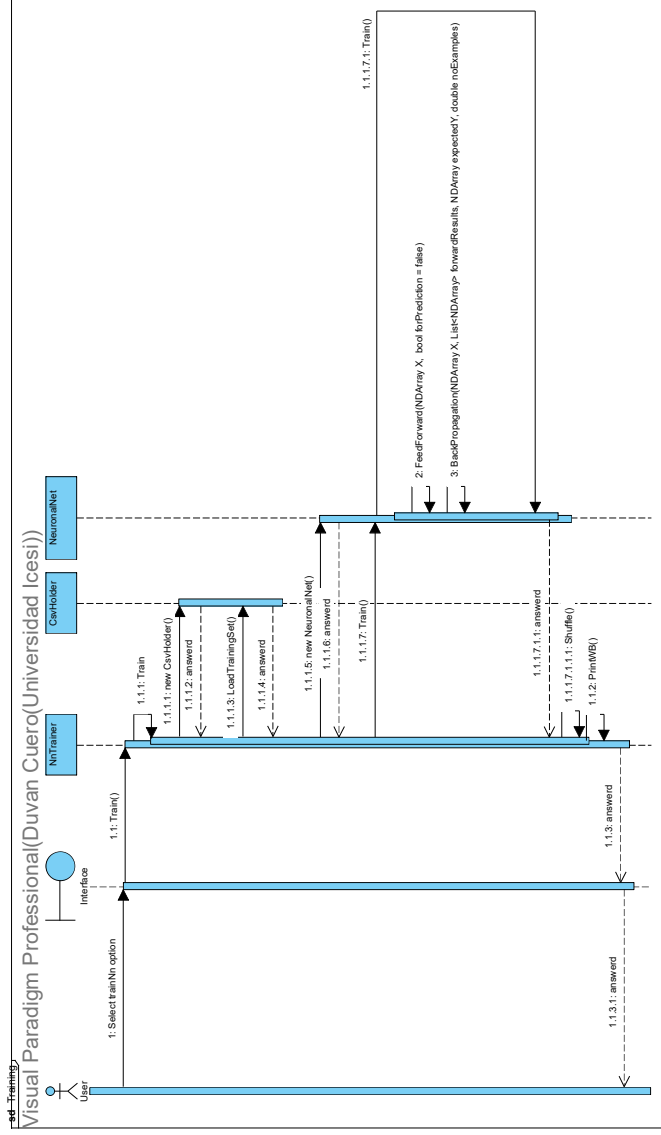 sd Training
Visual Paradigm Professional(Duvan Cuero(Universidad Icesi))
User
Interface
NnTrainer
CsvHolder
NeuronalNet
1: Select trainNn option
1.1: Train()
1.1.1: Train
1.1.1.1: new CsvHolder()
1.1.1.2: answerd
1.1.1.3: LoadTrainingSet()
1.1.1.4: answerd
1.1.1.5: new NeuronalNet()
1.1.1.6: answerd
1.1.1.7: Train()
1.1.1.7.1: Train()
2: FeedForward(NDArray X, bool forPrediction = false)
3: BackPropagation(NDArray X, List<NDArray> forwardResults, NDArray expectedY, double noExamples)
1.1.1.7.1.1: answerd
1.1.1.7.1.1.1: Shuffle()
1.1.2: PrintWB()
1.1.3: answerd
1.1.3.1: answerd